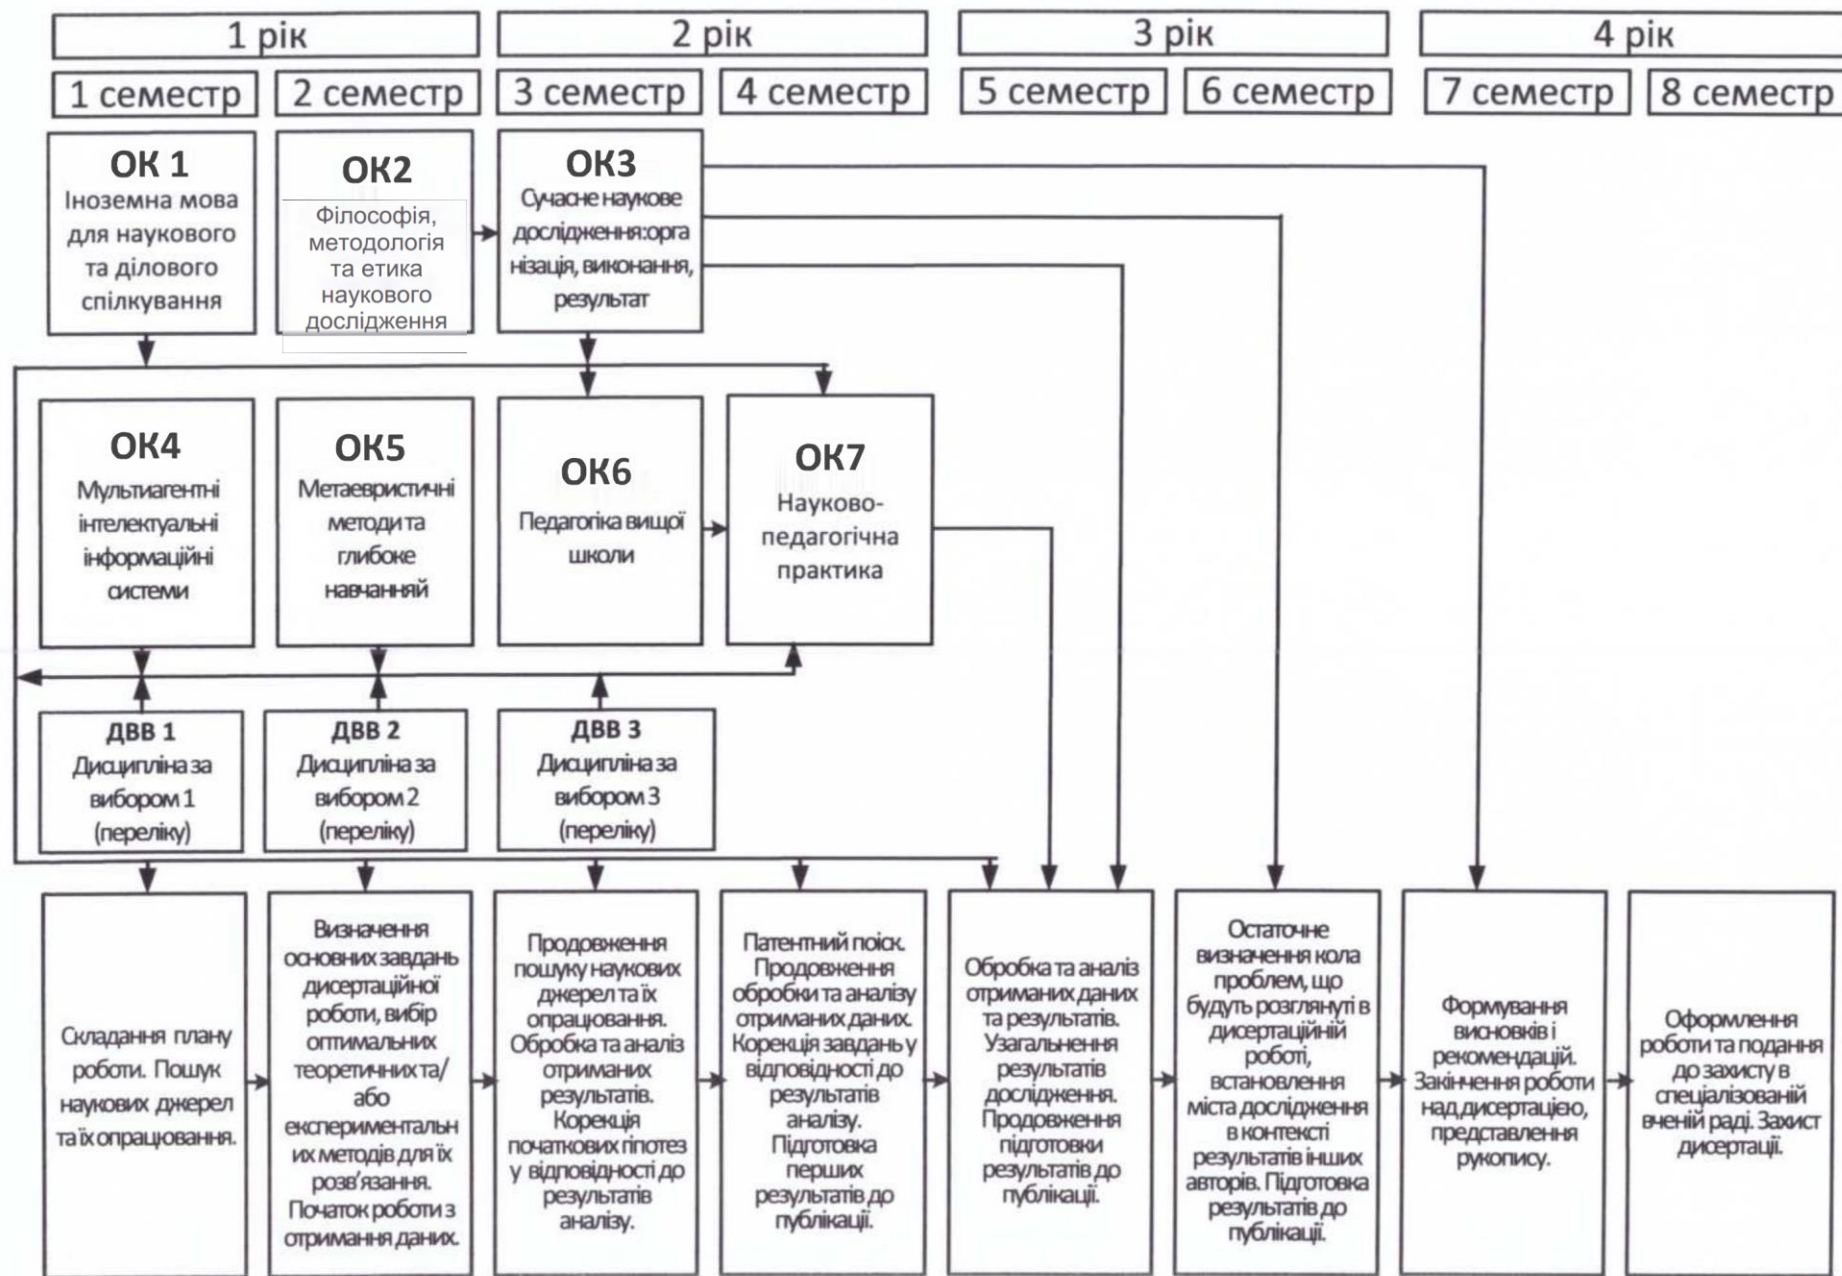 1 рік
2 рік
3 рік
4 рік
1 семестр
2 семестр
3 семестр
4 семестр
5 семестр
6 семестр
7 семестр
8 семестр
ОК 1
Іноземна мова
для наукового
та ділового
спілкування
ОК2
Філософія,
методологія
та етика
наукового
дослідження
ОК3
Сучасне наукове
дослідження:орга
нізація, виконання,
результат
ОК4
Мультиагентні
інтелектуальні
інформаційні
системи
ОК5
Метаевристичні
методи та
глибоке
навчанняй
ОК6
Педагогіка вищої
школи
ОК7
Науково-
педагогічна
практика
ДВВ 1
Дисципліна за
вибором 1
(переліку)
ДВВ 2
Дисципліна за
вибором 2
(переліку)
ДВВ 3
Дисципліна за
вибором 3
(переліку)
Складання плану
роботи. Пошук
наукових джерел
та їх опрацювання.
Визначення
основних завдань
дисертаційної
роботи, вибір
оптимальних
теоретичних та/
або
експериментальн
их методів для їх
розв'язання.
Початок роботи з
отримання даних.
Продовження
пошуку наукових
джерел та їх
опрацювання.
Обробка та аналіз
отриманих
результатів.
Корекція
початкових гіпотез
у відповідності до
результатів
аналізу.
Патентний поіск.
Продовження
обробки та аналізу
отриманих даних.
Корекція завдань у
відповідності до
результатів
аналізу.
Підготовка
перших
результатів до
публікації.
Обробка та аналіз
отриманих даних
та результатів.
Узагальнення
результатів
дослідження.
Продовження
підготовки
результатів до
публікації.
Остаточне
визначення кола
проблем, що
будуть розглянуті в
дисертаційній
роботі,
встановлення
міста дослідження
в контексті
результатів інших
авторів. Підготовка
результатів до
публікації.
Формування
висновків і
рекомендацій.
Закінчення роботи
над дисертацією,
представлення
рукопису.
Оформлення
роботи та подання
до захисту в
спеціалізованій
вченій раді. Захист
дисертації.